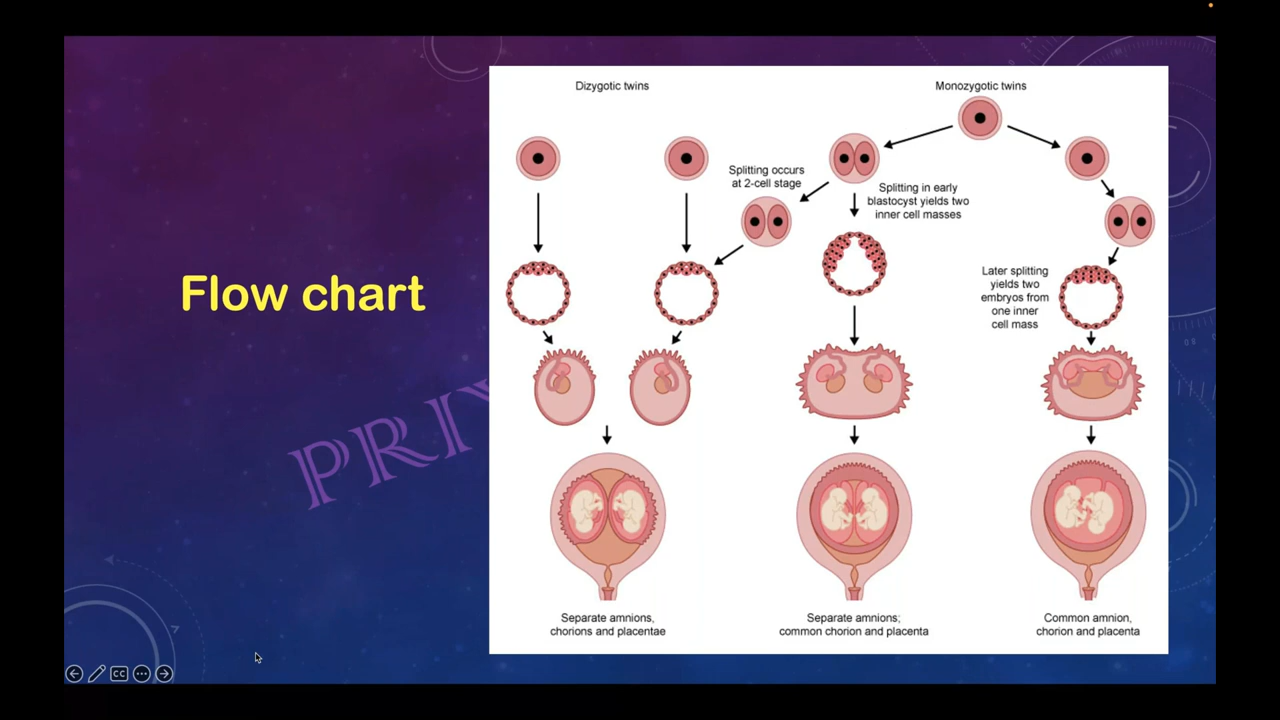 Flow chart
PRIV
Dizygotic twins
Monozygotic twins
Splitting occurs
at 2-cell stage
Splitting in early
blastocyst yields two
inner cell masses
Later splitting
yields two
embryos from
one inner
cell mass
Separate amnions,
chorions and placentae
Separate amnions;
common chorion and placenta
Common amnion,
chorion and placenta
CC